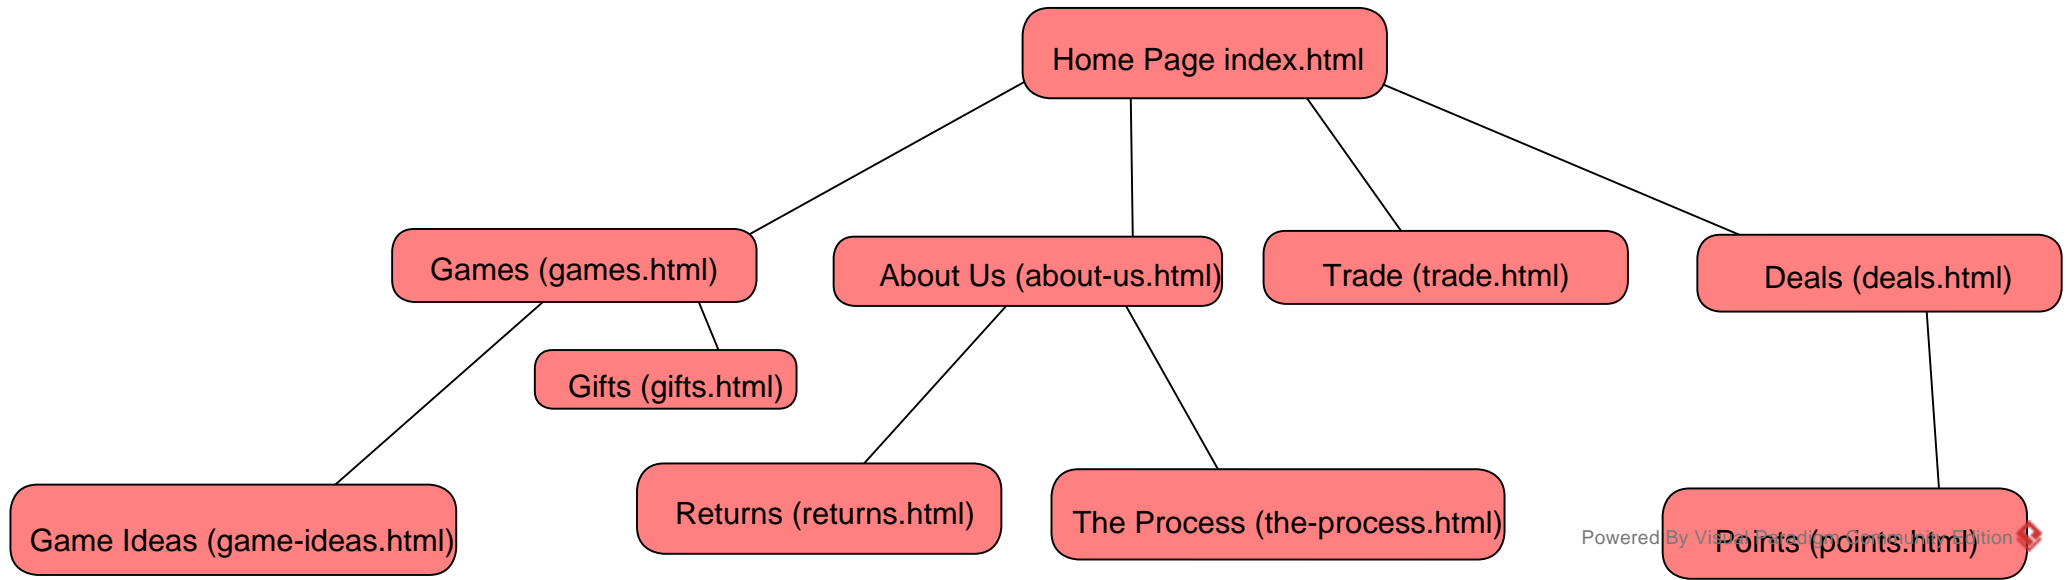 Home Page index.html
Games (games.html)
About Us (about-us.html)
Trade (trade.html)
Deals (deals.html)
Gifts (gifts.html)
Game Ideas (game-ideas.html)
Returns (returns.html)
The Process (the-process.html)
Points (points.html)
Powered By Visual Paradigm Community Edition